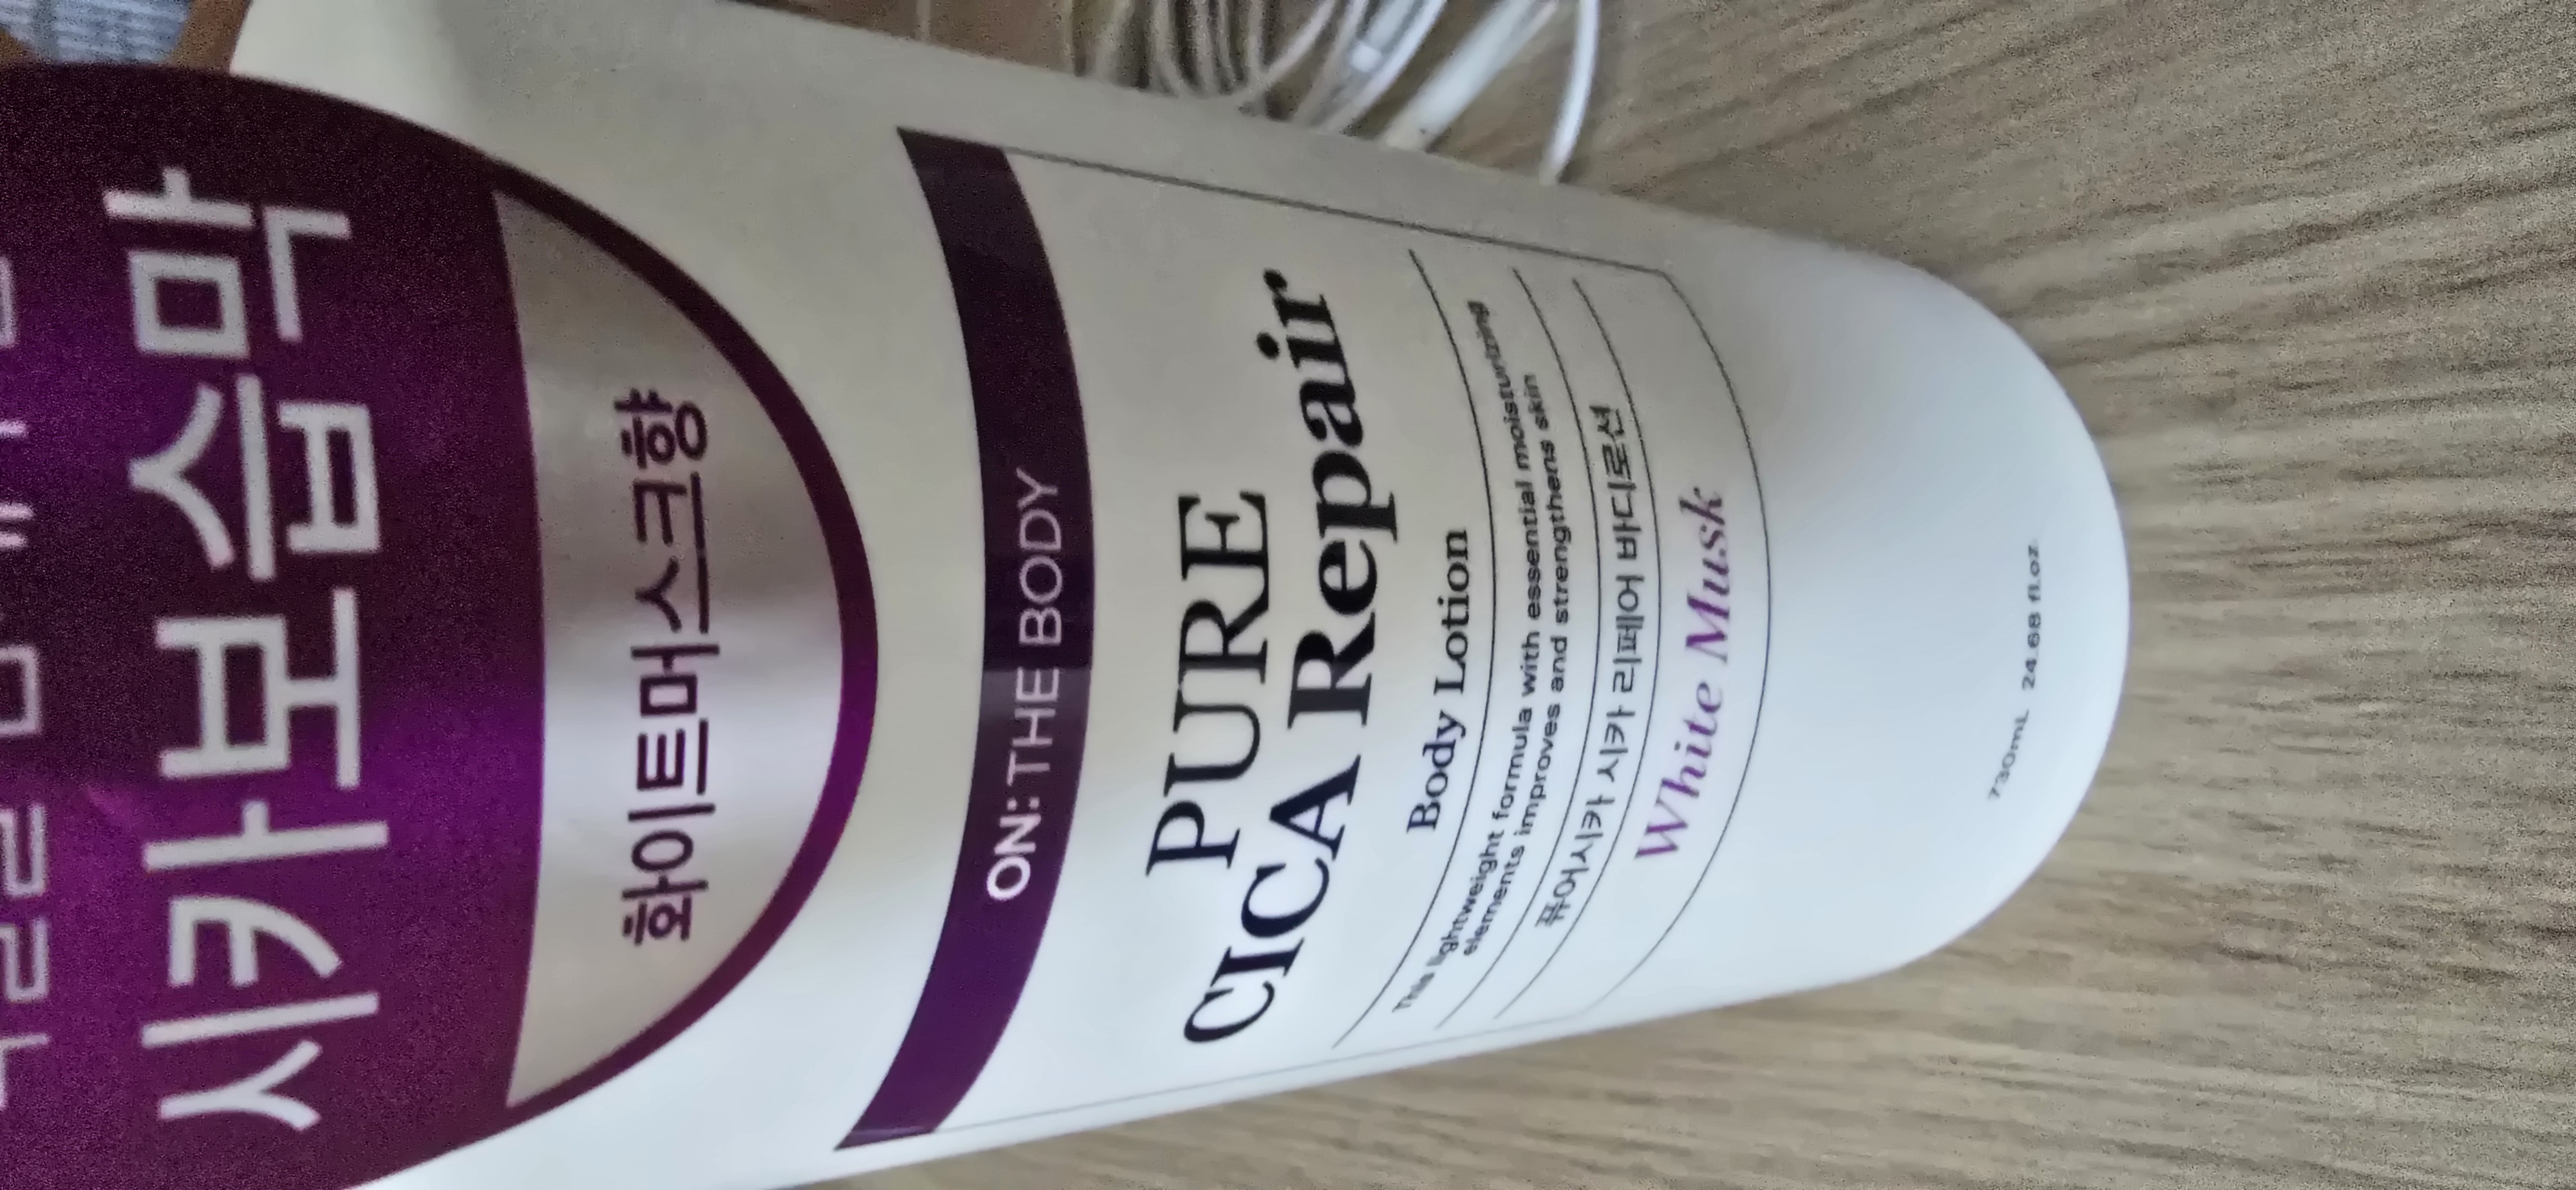 시카보습막
화이트머스크향
ON: THE BODY
PURE
CICA Repair
Body Lotion
This lightweight formula with essential moisturizing
elements improves and strengthens skin
퓨어시카 시카 리페어 바디로션
White Musk
730mL 24.68 fl.oz